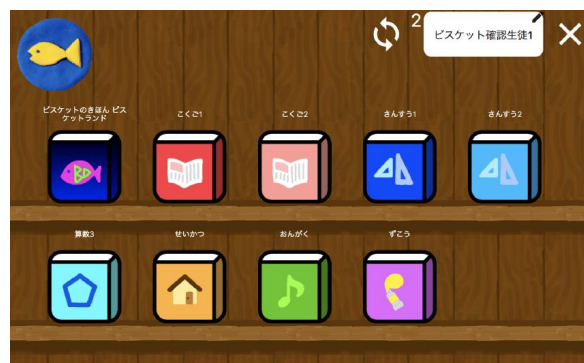 2
ビスケット確認生徒1
ビスケットのきほん ビス
ケットランド
こくご1
こくご2
さんすう1
さんすう2
算数3
せいかつ
おんがく
ずこう